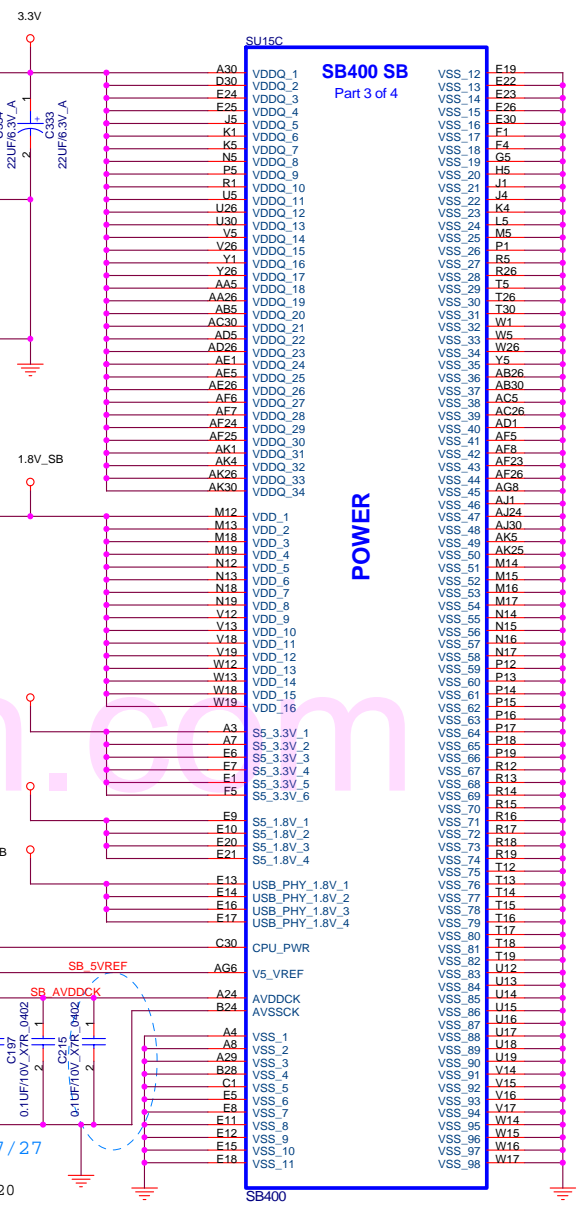 3.3V
SU15C
SB400 SB
Part 3 of 4
22UF/6.3V_A
C333
22UF/6.3V_A
1
+
2
A30 VDDQ_1
D30 VDDQ_2
E24 VDDQ_3
E25 VDDQ_4
J5 VDDQ_5
K1 VDDQ_6
K5 VDDQ_7
N5 VDDQ_8
P5 VDDQ_9
R1 VDDQ_10
U5 VDDQ_11
U26 VDDQ_12
U30 VDDQ_13
V5 VDDQ_14
V26 VDDQ_15
Y1 VDDQ_16
Y26 VDDQ_17
AA5 VDDQ_18
AA26 VDDQ_19
AB5 VDDQ_20
AC30 VDDQ_21
AD5 VDDQ_22
AD26 VDDQ_23
AE1 VDDQ_24
AE5 VDDQ_25
AE26 VDDQ_26
AF6 VDDQ_27
AF7 VDDQ_28
AF24 VDDQ_29
AF25 VDDQ_30
AK1 VDDQ_31
AK4 VDDQ_32
AK26 VDDQ_33
AK30 VDDQ_34
1.8V_SB
M12 VDD_1
M13 VDD_2
M18 VDD_3
M19 VDD_4
N12 VDD_5
N13 VDD_6
N18 VDD_7
N19 VDD_8
V12 VDD_9
V13 VDD_10
V18 VDD_11
V19 VDD_12
W12 VDD_13
W13 VDD_14
W18 VDD_15
W19 VDD_16
POWER
A3 S5_3.3V_1
A7 S5_3.3V_2
E6 S5_3.3V_3
E7 S5_3.3V_4
E1 S5_3.3V_5
F5 S5_3.3V_6
E9 S5_1.8V_1
E10 S5_1.8V_2
E20 S5_1.8V_3
E21 S5_1.8V_4
B
E13 USB_PHY_1.8V_1
E14 USB_PHY_1.8V_2
E16 USB_PHY_1.8V_3
E17 USB_PHY_1.8V_4
C30 CPU_PWR
SB_5VREF
AG6 V5_VREF
SB_AVDDCK
A24 AVDDCK
B24 AVSSCK
C197
0.1UF/10V_X7R_0402
1
2
C215
0.1UF/10V_X7R_0402
1
2
A4 VSS_1
A8 VSS_2
A29 VSS_3
B28 VSS_4
C1 VSS_5
E5 VSS_6
E8 VSS_7
E11 VSS_8
E12 VSS_9
E15 VSS_10
E18 VSS_11
7/27
20
SB400
VSS_12 E19
VSS_13 E22
VSS_14 E23
VSS_15 E26
VSS_16 E30
VSS_17 F1
VSS_18 F4
VSS_19 G5
VSS_20 H5
VSS_21 J1
VSS_22 J4
VSS_23 K4
VSS_24 L5
VSS_25 M5
VSS_26 P1
VSS_27 R5
VSS_28 R26
VSS_29 T5
VSS_30 T26
VSS_31 T30
VSS_32 W1
VSS_33 W5
VSS_34 W26
VSS_35 Y5
VSS_36 AB26
VSS_37 AB30
VSS_38 AC5
VSS_39 AC26
VSS_40 AD1
VSS_41 AF5
VSS_42 AF8
VSS_43 AF23
VSS_44 AF26
VSS_45 AG8
VSS_46 AJ1
VSS_47 AJ24
VSS_48 AJ30
VSS_49 AK5
VSS_50 AK25
VSS_51 M14
VSS_52 M15
VSS_53 M16
VSS_54 M17
VSS_55 N14
VSS_56 N15
VSS_57 N16
VSS_58 N17
VSS_59 P12
VSS_60 P13
VSS_61 P14
VSS_62 P15
VSS_63 P16
VSS_64 P17
VSS_65 P18
VSS_66 P19
VSS_67 R12
VSS_68 R13
VSS_69 R14
VSS_70 R15
VSS_71 R16
VSS_72 R17
VSS_73 R18
VSS_74 R19
VSS_75 T12
VSS_76 T13
VSS_77 T14
VSS_78 T15
VSS_79 T16
VSS_80 T17
VSS_81 T18
VSS_82 T19
VSS_83 U12
VSS_84 U13
VSS_85 U14
VSS_86 U15
VSS_87 U16
VSS_88 U17
VSS_89 U18
VSS_90 U19
VSS_91 V14
VSS_92 V15
VSS_93 V16
VSS_94 V17
VSS_95 W14
VSS_96 W15
VSS_97 W16
VSS_98 W17
.com